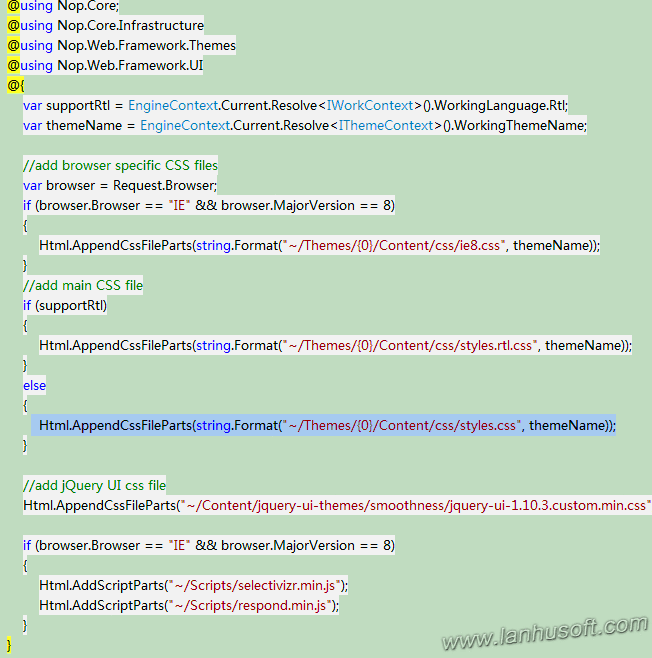 @using Nop.Core;
@using Nop.Core.Infrastructure
@using Nop.Web.Framework.Themes
@using Nop.Web.Framework.UI
@{
var supportRtl = EngineContext.Current.Resolve<IWorkContext>().WorkingLanguage.Rtl;
var themeName = EngineContext.Current.Resolve<IThemeContext>().WorkingThemeName;
//add browser specific CSS files
var browser = Request.Browser;
if (browser.Browser == "IE" && browser.MajorVersion == 8)
{
Html.AppendCssFileParts(string.Format("~/Themes/{0}/Content/css/ie8.css", themeName));
}
//add main CSS file
if (supportRtl)
{
Html.AppendCssFileParts(string.Format("~/Themes/{0}/Content/css/styles.rtl.css", themeName));
}
else
{
Html.AppendCssFileParts(string.Format("~/Themes/{0}/Content/css/styles.css", themeName));
}
//add jQuery UI css file
Html.AppendCssFileParts("~/Content/jquery-ui-themes/smoothness/jquery-ui-1.10.3.custom.min.css"
if (browser.Browser == "IE" && browser.MajorVersion == 8)
{
Html.AddScriptParts("~/Scripts/selectivizr.min.js");
Html.AddScriptParts("~/Scripts/respond.min.js");
}
}
www.lanhusoft.com